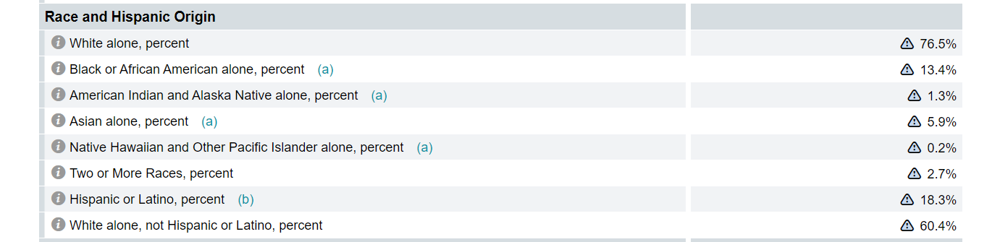 Race and Hispanic Origin
White alone, percent 76.5%
Black or African American alone, percent (a) 13.4%
American Indian and Alaska Native alone, percent (a) 1.3%
Asian alone, percent (a) 5.9%
Native Hawaiian and Other Pacific Islander alone, percent (a) 0.2%
Two or More Races, percent 2.7%
Hispanic or Latino, percent (b) 18.3%
White alone, not Hispanic or Latino, percent 60.4%